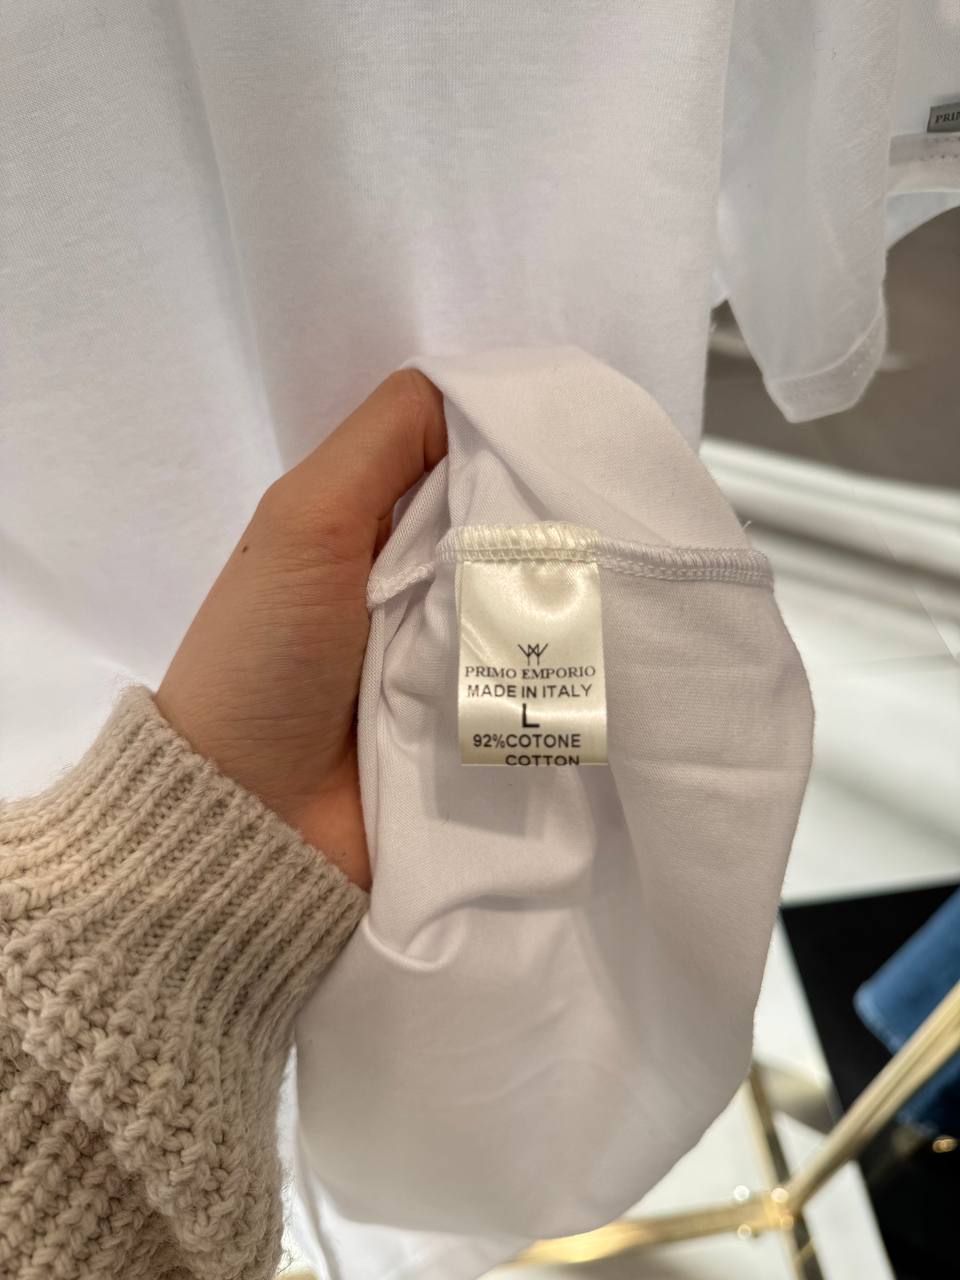 PRIMO EMPORIO
MADE IN ITALY
L
92%COTONE
COTTON